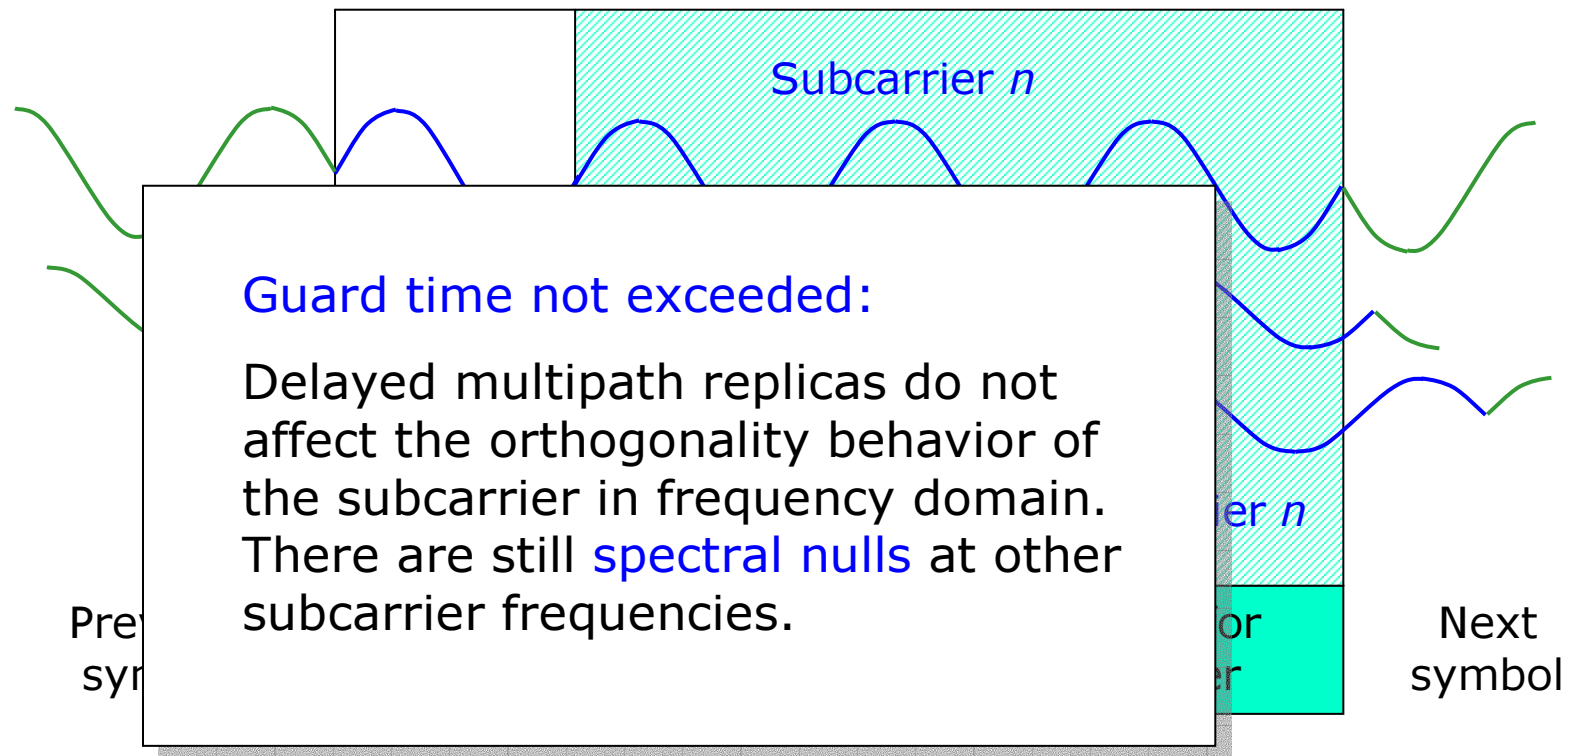 Subcarrier n
Guard time not exceeded:
Delayed multipath replicas do not
affect the orthogonality behavior of
the subcarrier in frequency domain.
There are still spectral nulls at other
subcarrier frequencies.
n
Next
symbol